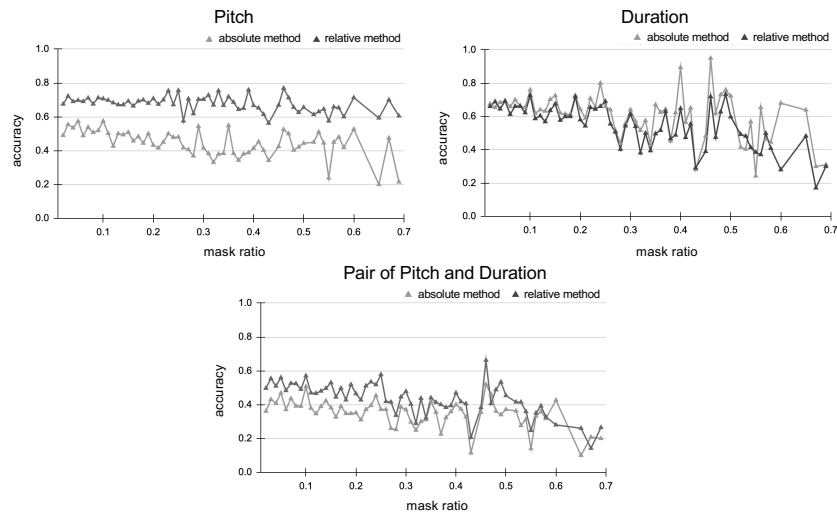 Pitch
absolute method relative method
1.0
0.8
0.6
0.4
0.2
0.0
accuracy
0.1 0.2 0.3 0.4 0.5 0.6 0.7
mask ratio
Duration
absolute method relative method
1.0
0.8
0.6
0.4
0.2
0.0
accuracy
0.1 0.2 0.3 0.4 0.5 0.6 0.7
mask ratio
Pair of Pitch and Duration
absolute method relative method
1.0
0.8
0.6
0.4
0.2
0.0
accuracy
0.1 0.2 0.3 0.4 0.5 0.6 0.7
mask ratio